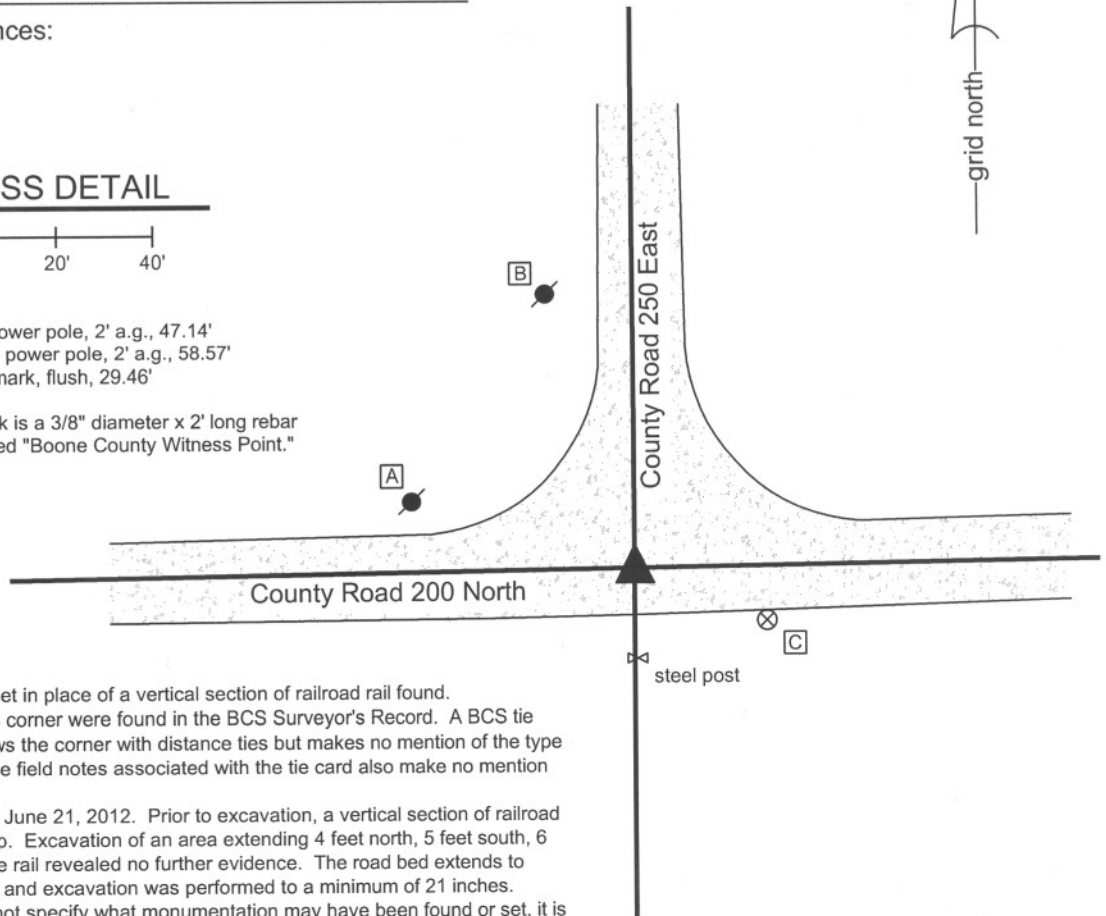 nces:
SS DETAIL
20' 40'
ower pole, 2' a.g., 47.14'
power pole, 2' a.g., 58.57'
mark, flush, 29.46'
k is a 3/8" diameter x 2' long rebar
ed "Boone County Witness Point."
grid north
B
County Road 250 East
A
County Road 200 North
C
steel post
et in place of a vertical section of railroad rail found.
corner were found in the BCS Surveyor's Record. A BCS tie
ws the corner with distance ties but makes no mention of the type
e field notes associated with the tie card also make no mention
June 21, 2012. Prior to excavation, a vertical section of railroad
p. Excavation of an area extending 4 feet north, 5 feet south, 6
e rail revealed no further evidence. The road bed extends to
and excavation was performed to a minimum of 21 inches.
not specify what monumentation may have been found or set, it is